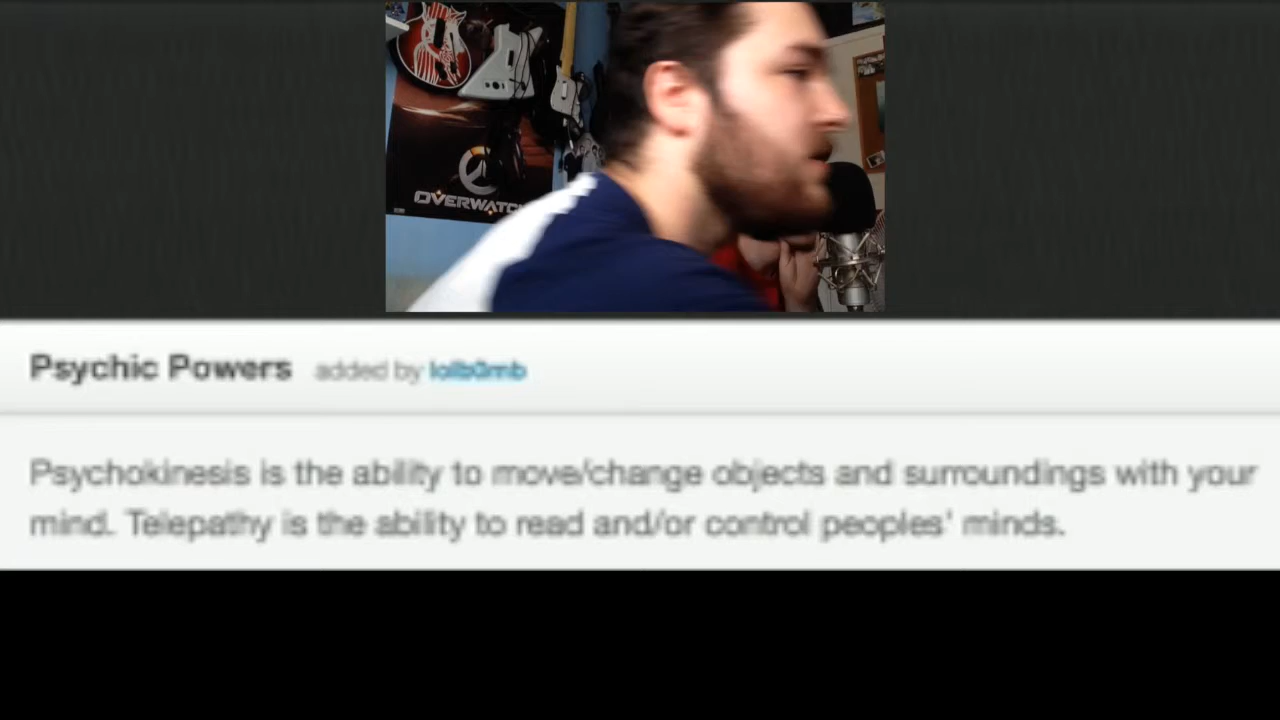 OVERWATC
Psychic Powers added by lolb0mb
Psychokinesis is the ability to move/change objects and surroundings with your
mind. Telepathy is the ability to read and/or control peoples' minds.